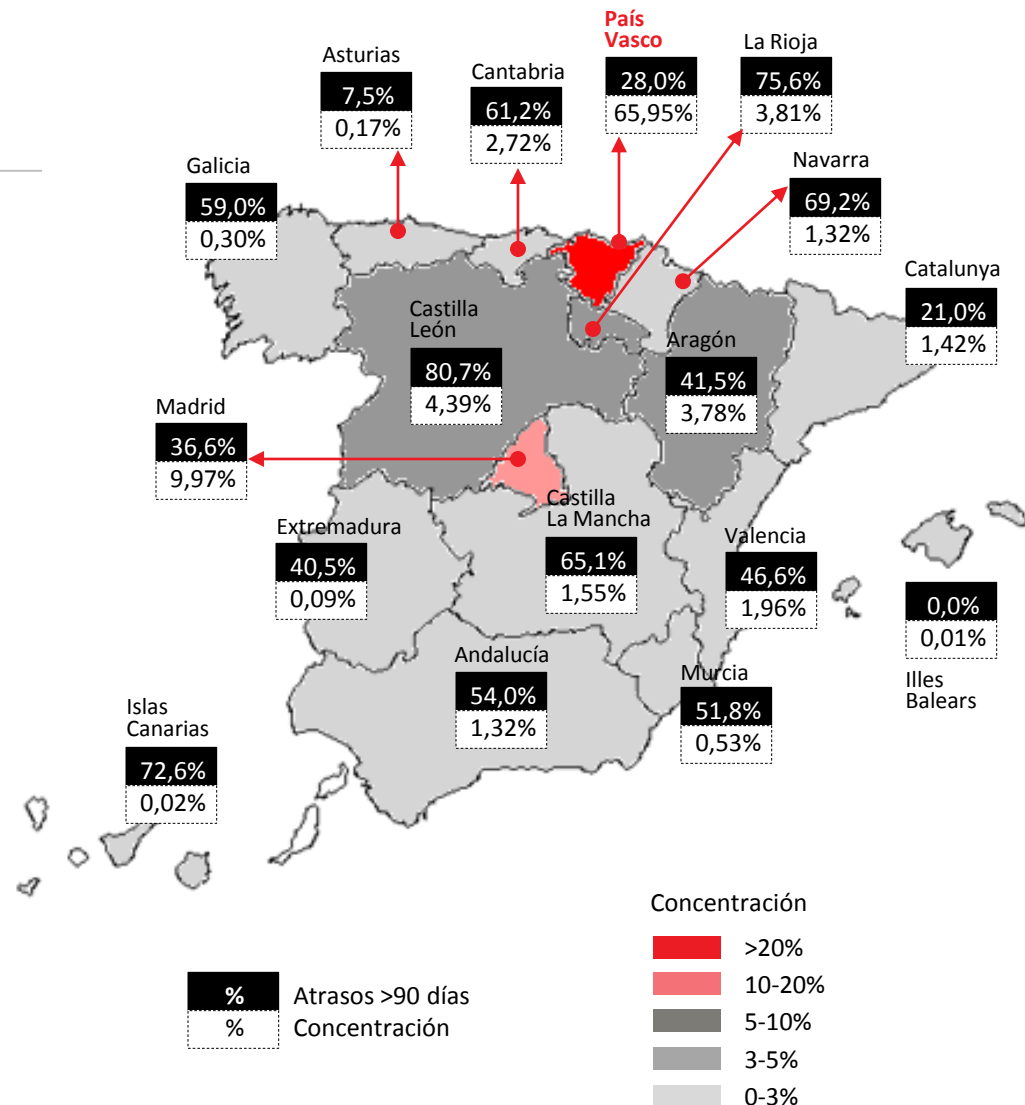 País
Vasco
28,0%
65,95%
La Rioja
75,6%
3,81%
Asturias
7,5%
0,17%
Cantabria
61,2%
2,72%
Navarra
69,2%
1,32%
Galicia
59,0%
0,30%
Catalunya
21,0%
1,42%
Castilla
León
80,7%
4,39%
Aragón
41,5%
3,78%
Madrid
36,6%
9,97%
Castilla
La Mancha
65,1%
1,55%
Extremadura
40,5%
0,09%
Valencia
46,6%
1,96%
0,0%
0,01%
Illes
Balears
Andalucía
54,0%
1,32%
Murcia
51,8%
0,53%
Islas
Canarias
72,6%
0,02%
% Atrasos >90 días
% Concentración
Concentración
>20%
10-20%
5-10%
3-5%
0-3%